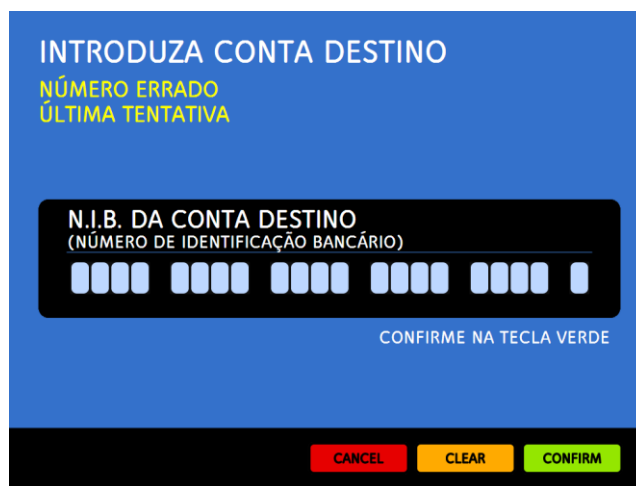 INTRODUZA CONTA DESTINO
NÚMERO ERRADO
ÚLTIMA TENTATIVA
N.I.B. DA CONTA DESTINO
(NÚMERO DE IDENTIFICAÇÃO BANCÁRIO)
CONFIRME NA TECLA VERDE
CANCEL CLEAR CONFIRM